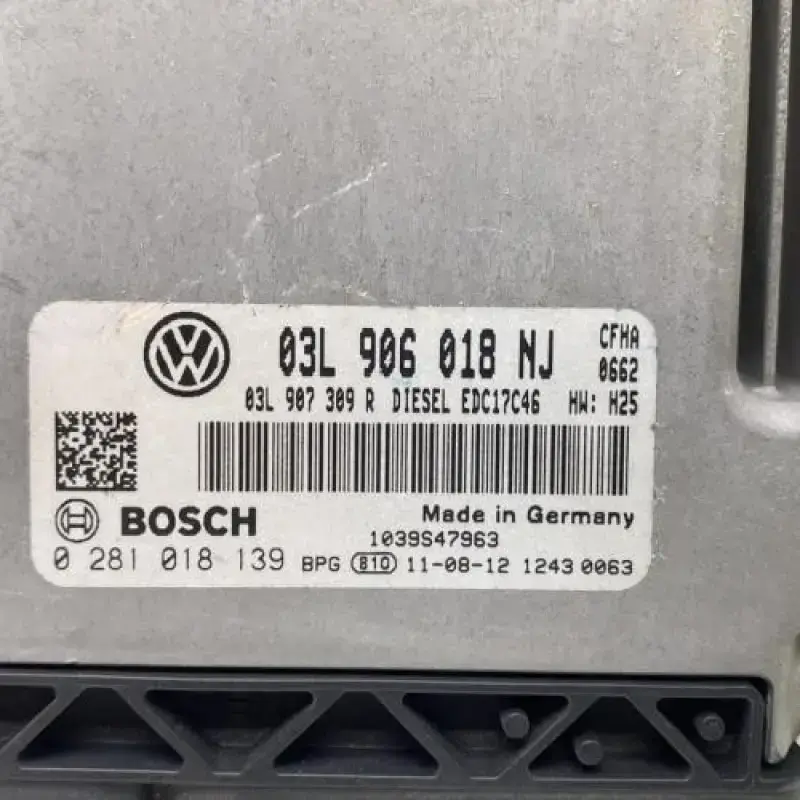 03L 906 018 NJ CFHA
0662
03L 907 309 R DIESEL EDC17C46 HW: H25
BOSCH Made in Germany
1039S47963
0 281 018 139 BPG 810 11-08-12 1243 0063